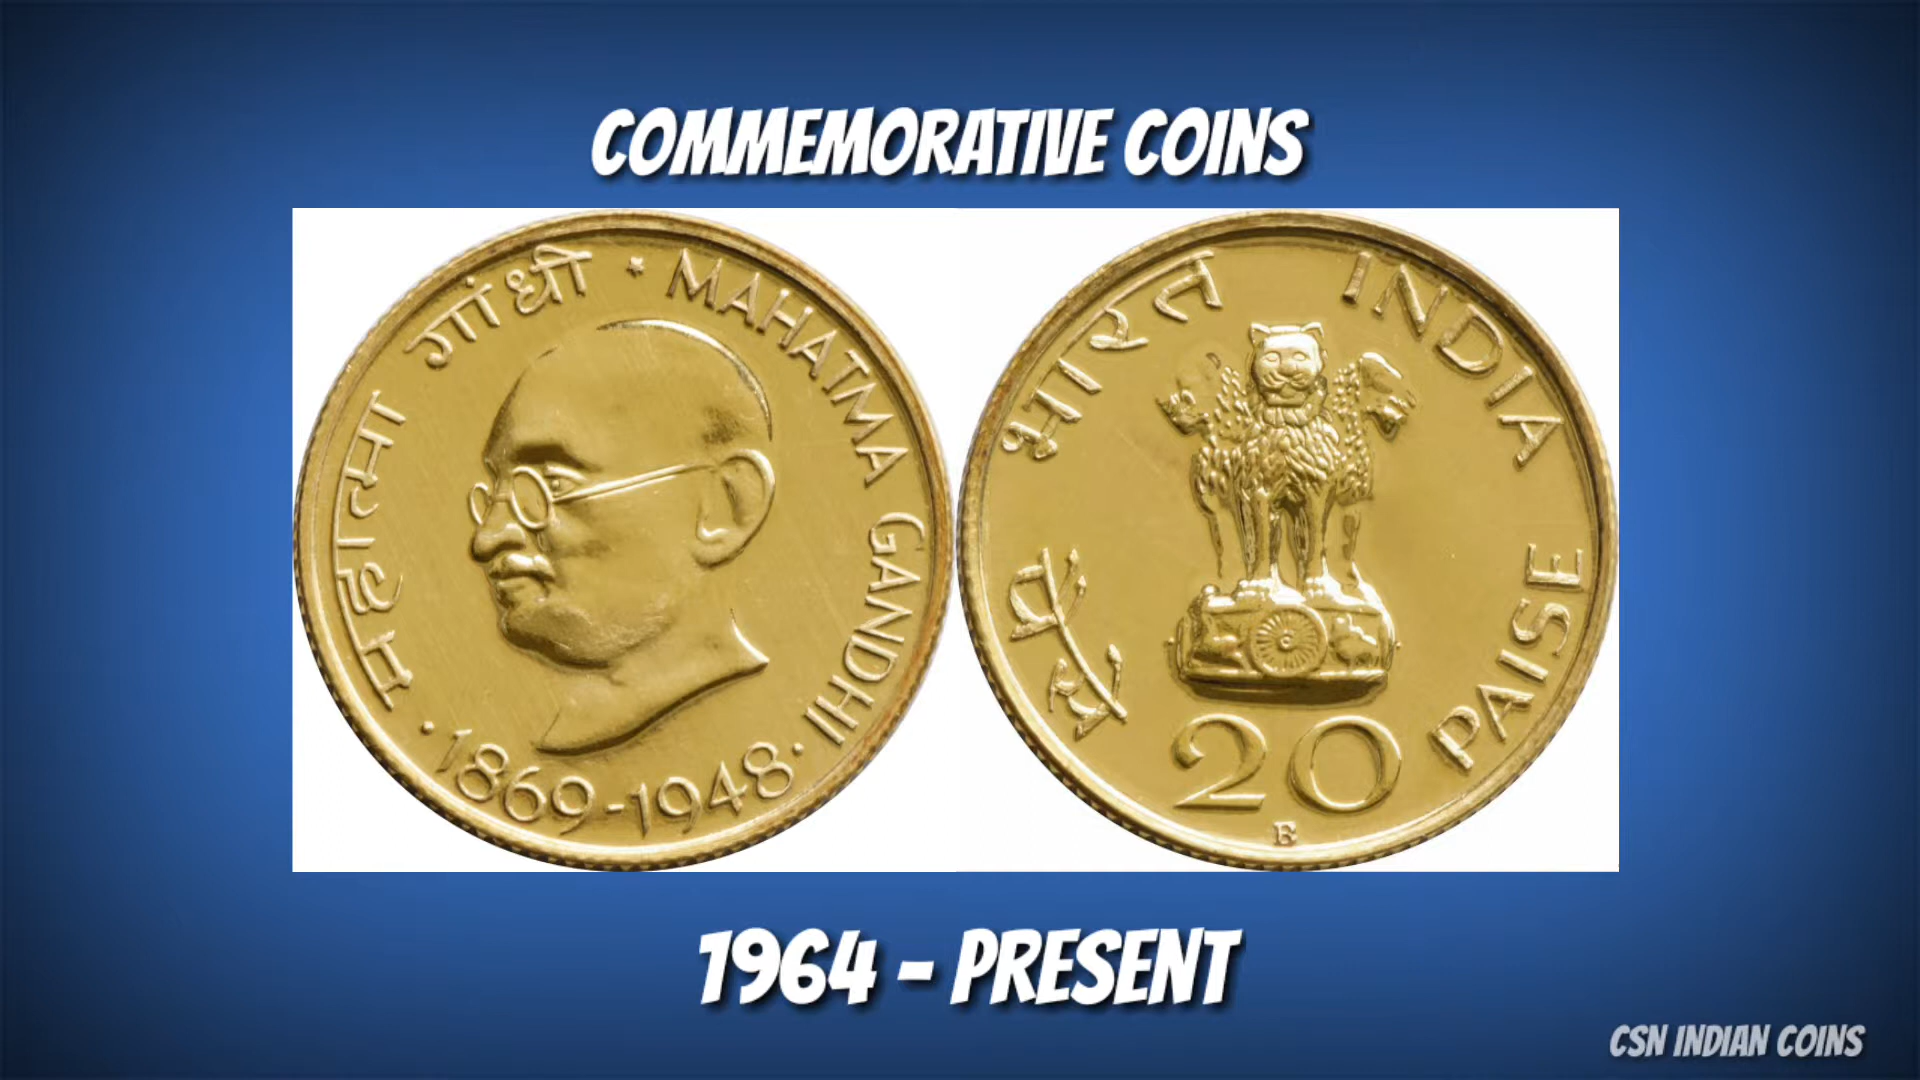 COMMEMORATIVE COINS
महात्मा गांधी • MAHATMA GANDHI
• 1869-1948 •
भारत INDIA
पैसे PAISE
20
B
1964 - PRESENT
CSN INDIAN COINS